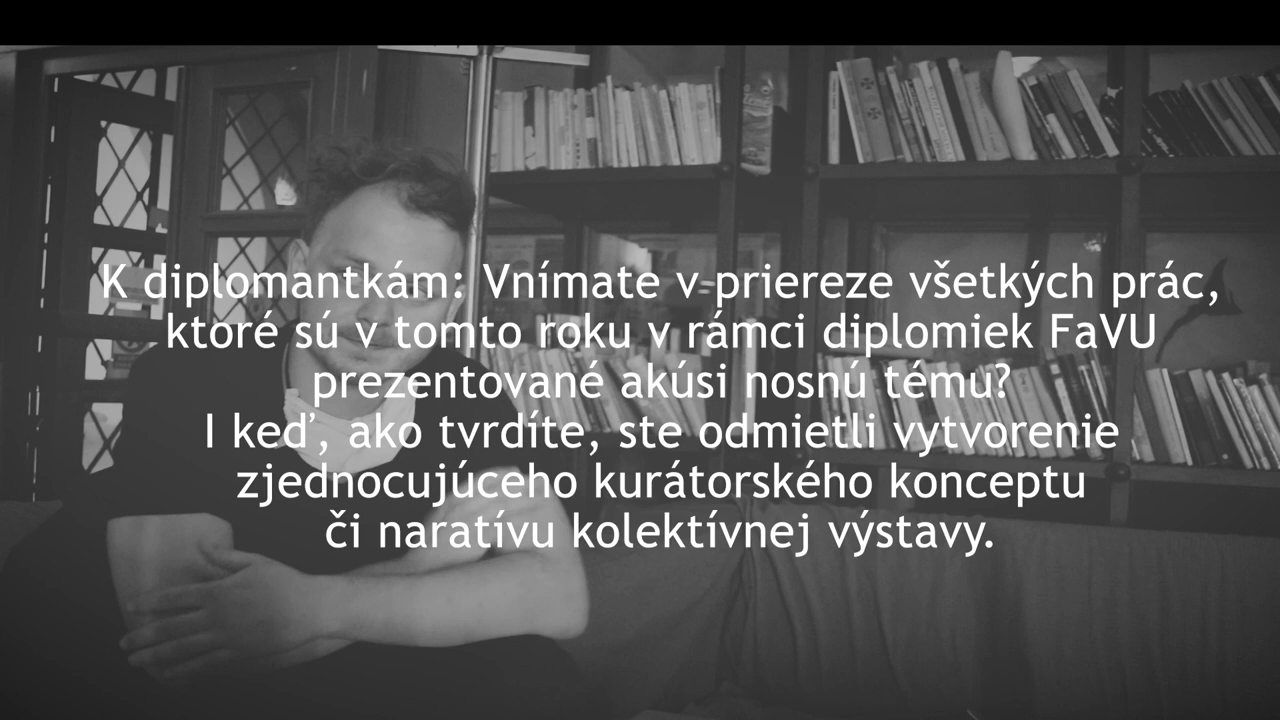 K diplomantkám: Vnímate v priereze všetkých prác,
ktoré sú v tomto roku v rámci diplomiek FaVU
prezentované akúsi nosnú tému?
I keď, ako tvrdíte, ste odmietli vytvorenie
zjednocujúceho kurátorského konceptu
či naratívu kolektívnej výstavy.